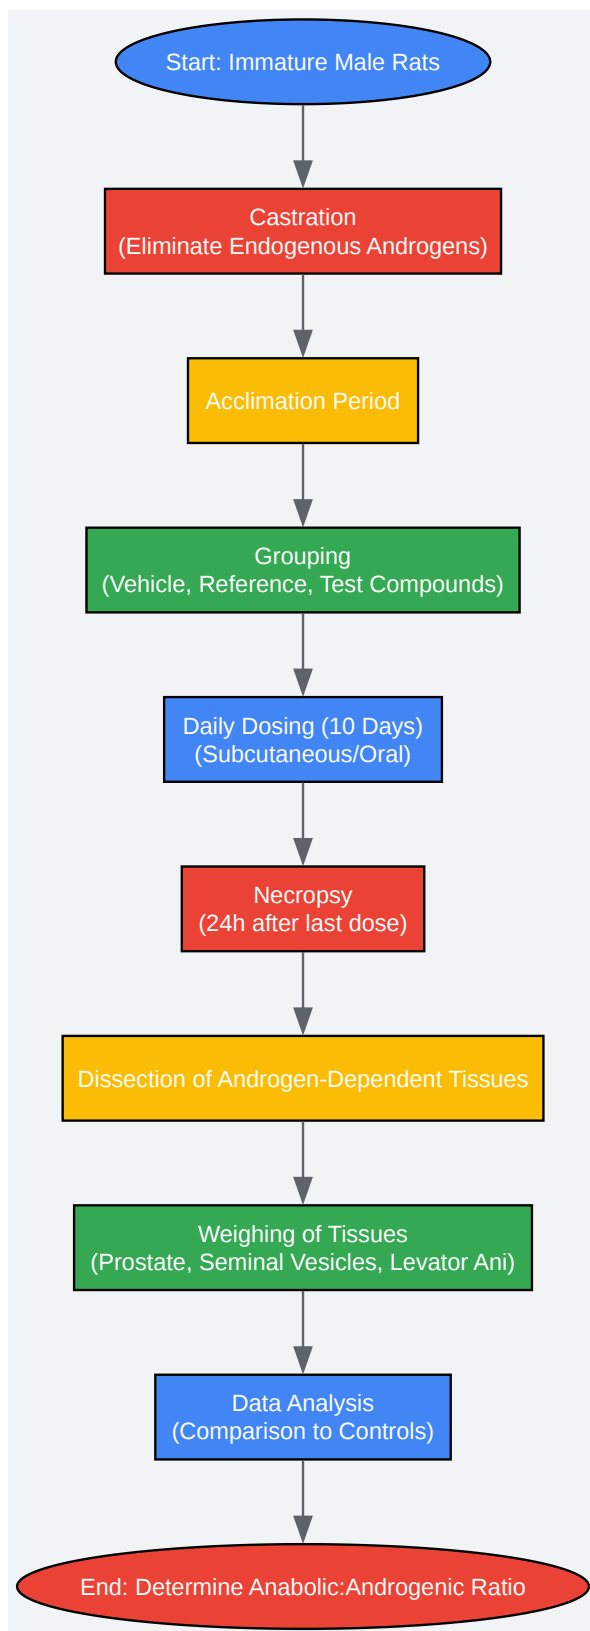 Start: Immature Male Rats
Castration
(Eliminate Endogenous Androgens)
Acclimation Period
Grouping
(Vehicle, Reference, Test Compounds)
Daily Dosing (10 Days)
(Subcutaneous/Oral)
Necropsy
(24h after last dose)
Dissection of Androgen-Dependent Tissues
Weighing of Tissues
(Prostate, Seminal Vesicles, Levator Ani)
Data Analysis
(Comparison to Controls)
End: Determine Anabolic:Androgenic Ratio